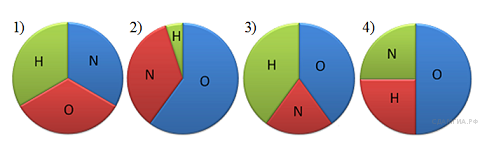 1) 2) 3) 4)
H N O
H N O
H O N
N O H